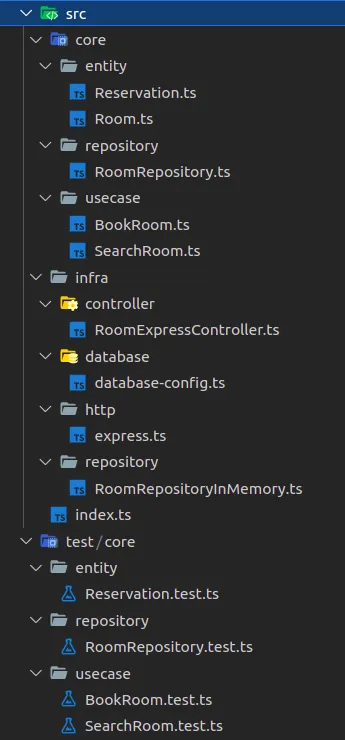 src
core
entity
TS Reservation.ts
TS Room.ts
repository
TS RoomRepository.ts
usecase
TS BookRoom.ts
TS SearchRoom.ts
infra
controller
TS RoomExpressController.ts
database
TS database-config.ts
http
TS express.ts
repository
TS RoomRepositoryInMemory.ts
TS index.ts
test/core
entity
Reservation.test.ts
repository
RoomRepository.test.ts
usecase
BookRoom.test.ts
SearchRoom.test.ts